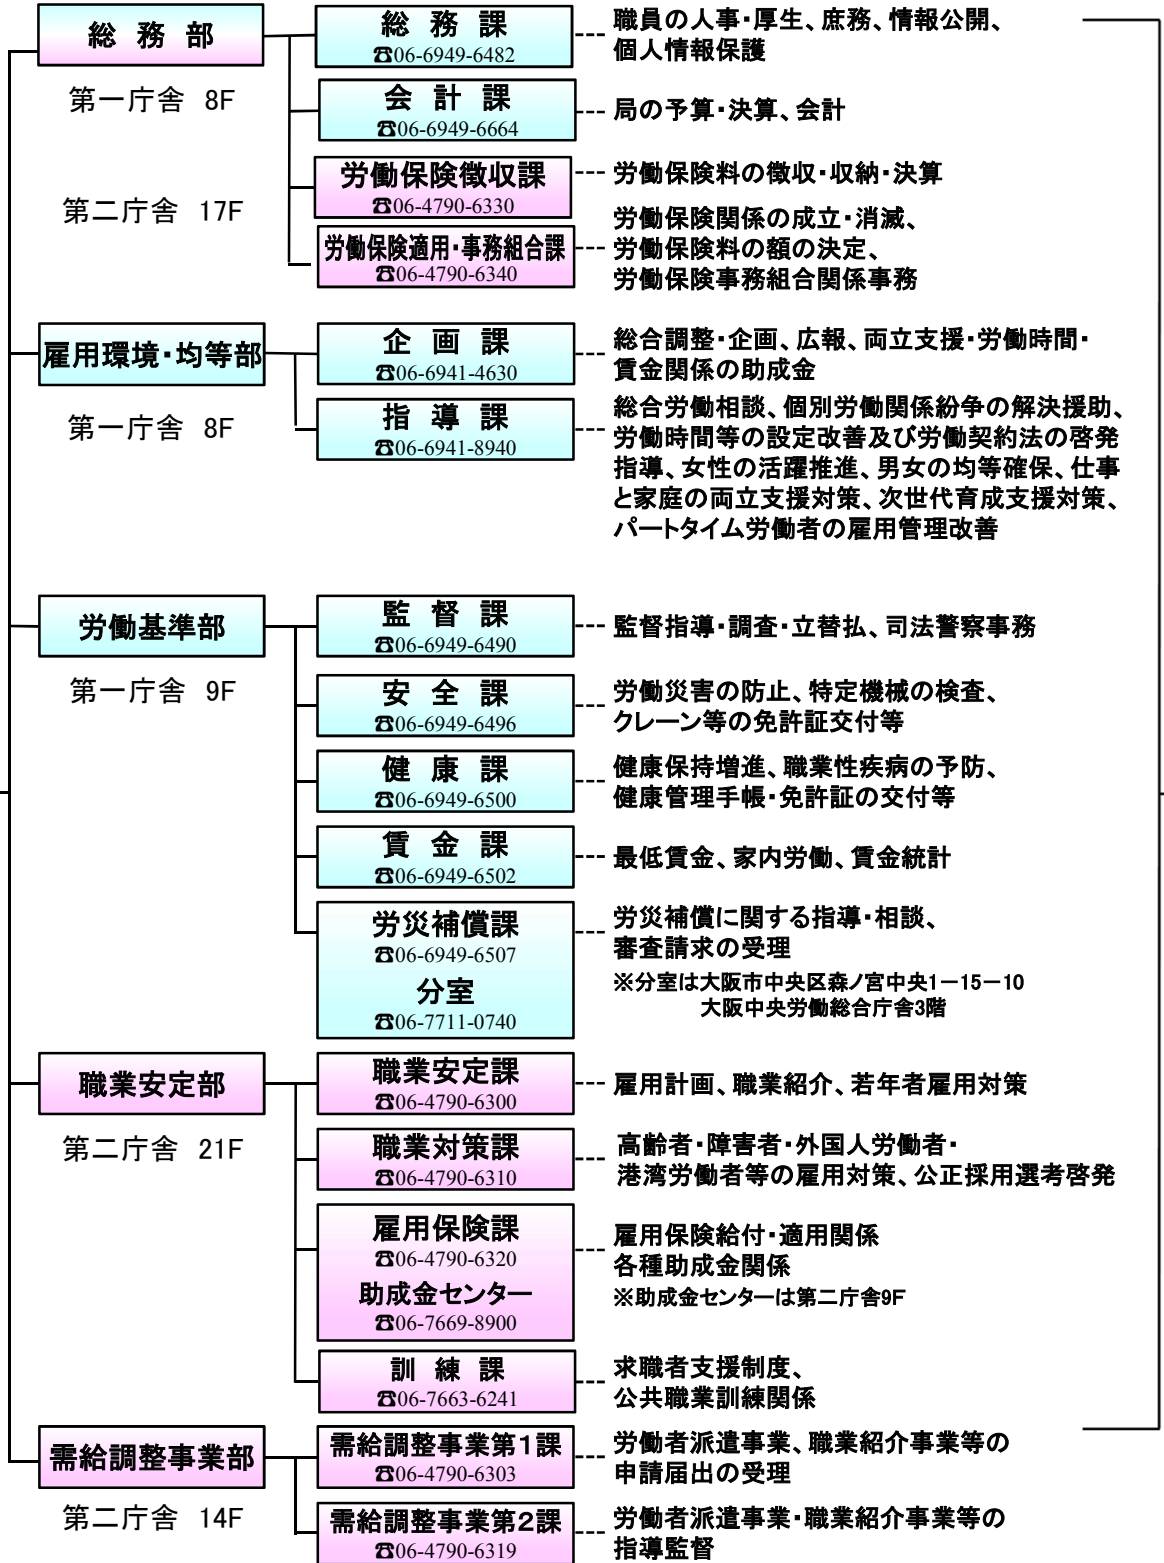 総 務 部
第一庁舎 8F
第二庁舎 17F
総 務 課
☎06-6949-6482
職員の人事・厚生、庶務、情報公開、
個人情報保護
会 計 課
☎06-6949-6664
局の予算・決算、会計
労働保険徴収課
☎06-4790-6330
労働保険料の徴収・収納・決算
労働保険適用・事務組合課
☎06-4790-6340
労働保険関係の成立・消滅、
労働保険料の額の決定、
労働保険事務組合関係事務
雇用環境・均等部
第一庁舎 8F
企 画 課
☎06-6941-4630
総合調整・企画、広報、両立支援・労働時間・
賃金関係の助成金
指 導 課
☎06-6941-8940
総合労働相談、個別労働関係紛争の解決援助、
労働時間等の設定改善及び労働契約法の啓発
指導、女性の活躍推進、男女の均等確保、仕事
と家庭の両立支援対策、次世代育成支援対策、
パートタイム労働者の雇用管理改善
労働基準部
第一庁舎 9F
監 督 課
☎06-6949-6490
監督指導・調査・立替払、司法警察事務
安 全 課
☎06-6949-6496
労働災害の防止、特定機械の検査、
クレーン等の免許証交付等
健 康 課
☎06-6949-6500
健康保持増進、職業性疾病の予防、
健康管理手帳・免許証の交付等
賃 金 課
☎06-6949-6502
最低賃金、家内労働、賃金統計
労災補償課
☎06-6949-6507
分室
☎06-7711-0740
労災補償に関する指導・相談、
審査請求の受理
※分室は大阪市中央区森ノ宮中央1－15－10
大阪中央労働総合庁舎3階
職業安定部
第二庁舎 21F
職業安定課
☎06-4790-6300
雇用計画、職業紹介、若年者雇用対策
職業対策課
☎06-4790-6310
高齢者・障害者・外国人労働者・
港湾労働者等の雇用対策、公正採用選考啓発
雇用保険課
☎06-4790-6320
助成金センター
☎06-7669-8900
雇用保険給付・適用関係
各種助成金関係
※助成金センターは第二庁舎9F
訓 練 課
☎06-7663-6241
求職者支援制度、
公共職業訓練関係
需給調整事業部
第二庁舎 14F
需給調整事業第1課
☎06-4790-6303
労働者派遣事業、職業紹介事業等の
申請届出の受理
需給調整事業第2課
☎06-4790-6319
労働者派遣事業・職業紹介事業等の
指導監督